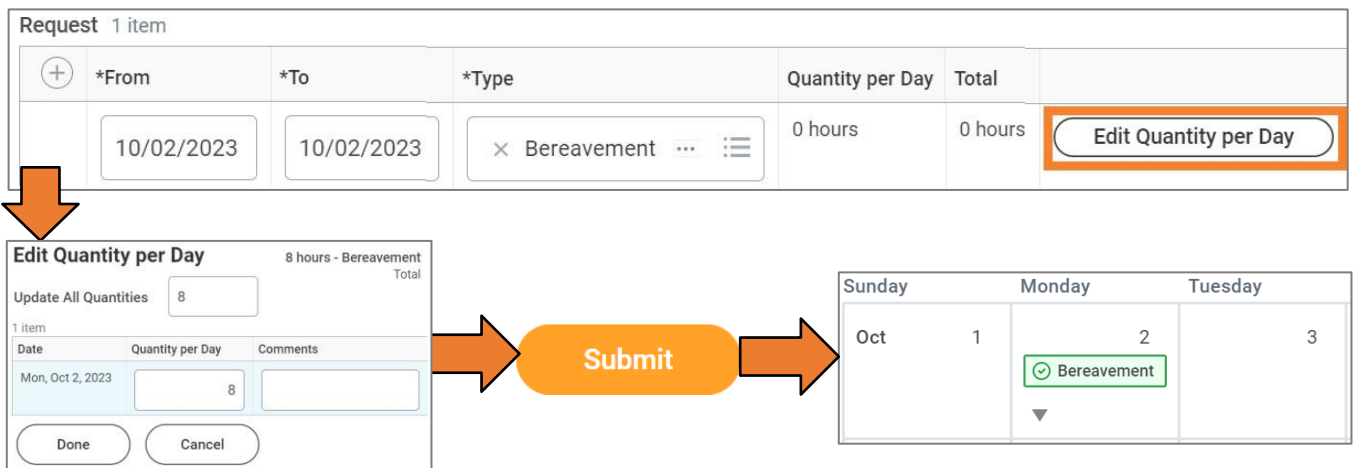 Request 1 item
*From *To *Type Quantity per Day Total
10/02/2023 10/02/2023 × Bereavement ... 0 hours 0 hours Edit Quantity per Day
Edit Quantity per Day 8 hours - Bereavement
Total
Update All Quantities 8
1 item
Date Quantity per Day Comments
Mon, Oct 2, 2023 8
Done Cancel
Submit
Sunday Monday Tuesday
Oct 1 2 3
Bereavement